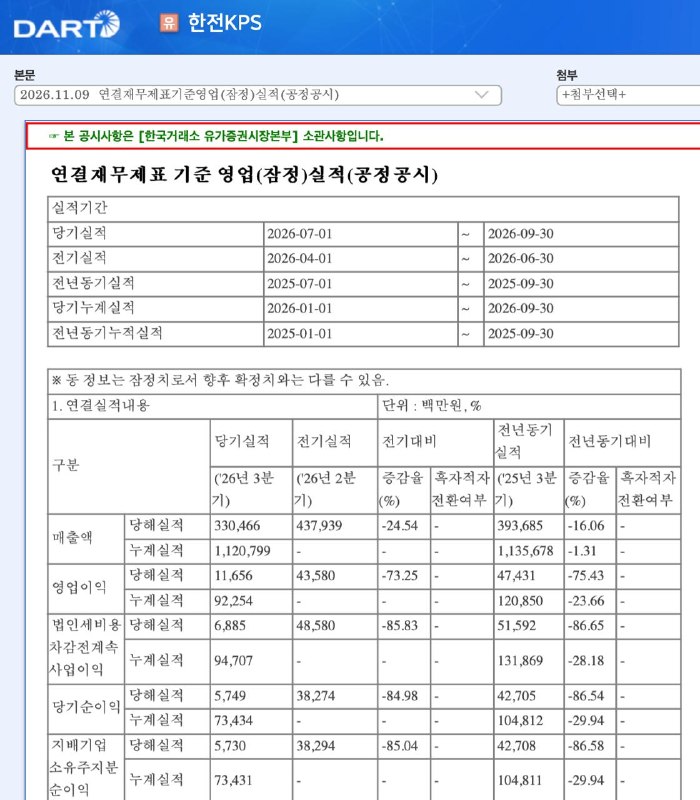 DART 유 한전KPS
본문 첨부
2026.11.09 연결재무제표기준영업(잠정)실적(공정공시) +첨부선택+
☞ 본 공시사항은 [한국거래소 유가증권시장본부] 소관사항입니다.
연결재무제표 기준 영업(잠정)실적(공정공시)
실적기간
당기실적 2026-07-01 ~ 2026-09-30
전기실적 2026-04-01 ~ 2026-06-30
전년동기실적 2025-07-01 ~ 2025-09-30
당기누계실적 2026-01-01 ~ 2026-09-30
전년동기누적실적 2025-01-01 ~ 2025-09-30
※ 동 정보는 잠정치로서 향후 확정치와는 다를 수 있음.
1. 연결실적내용 단위 : 백만원, %
구분 당기실적 전기실적 전기대비 전년동기
실적 전년동기대비
('26년 3분
기) ('26년 2분
기) 증감율
(%) 흑자적자
전환여부 ('25년 3분
기) 증감율
(%) 흑자적자
전환여부
매출액 당해실적 330,466 437,939 -24.54 - 393,685 -16.06 -
누계실적 1,120,799 - - - 1,135,678 -1.31 -
영업이익 당해실적 11,656 43,580 -73.25 - 47,431 -75.43 -
누계실적 92,254 - - - 120,850 -23.66 -
법인세비용
차감전계속
사업이익 당해실적 6,885 48,580 -85.83 - 51,592 -86.65 -
누계실적 94,707 - - - 131,869 -28.18 -
당기순이익 당해실적 5,749 38,274 -84.98 - 42,705 -86.54 -
누계실적 73,434 - - - 104,812 -29.94 -
지배기업
소유주지분
순이익 당해실적 5,730 38,294 -85.04 - 42,708 -86.58 -
누계실적 73,431 - - - 104,811 -29.94 -